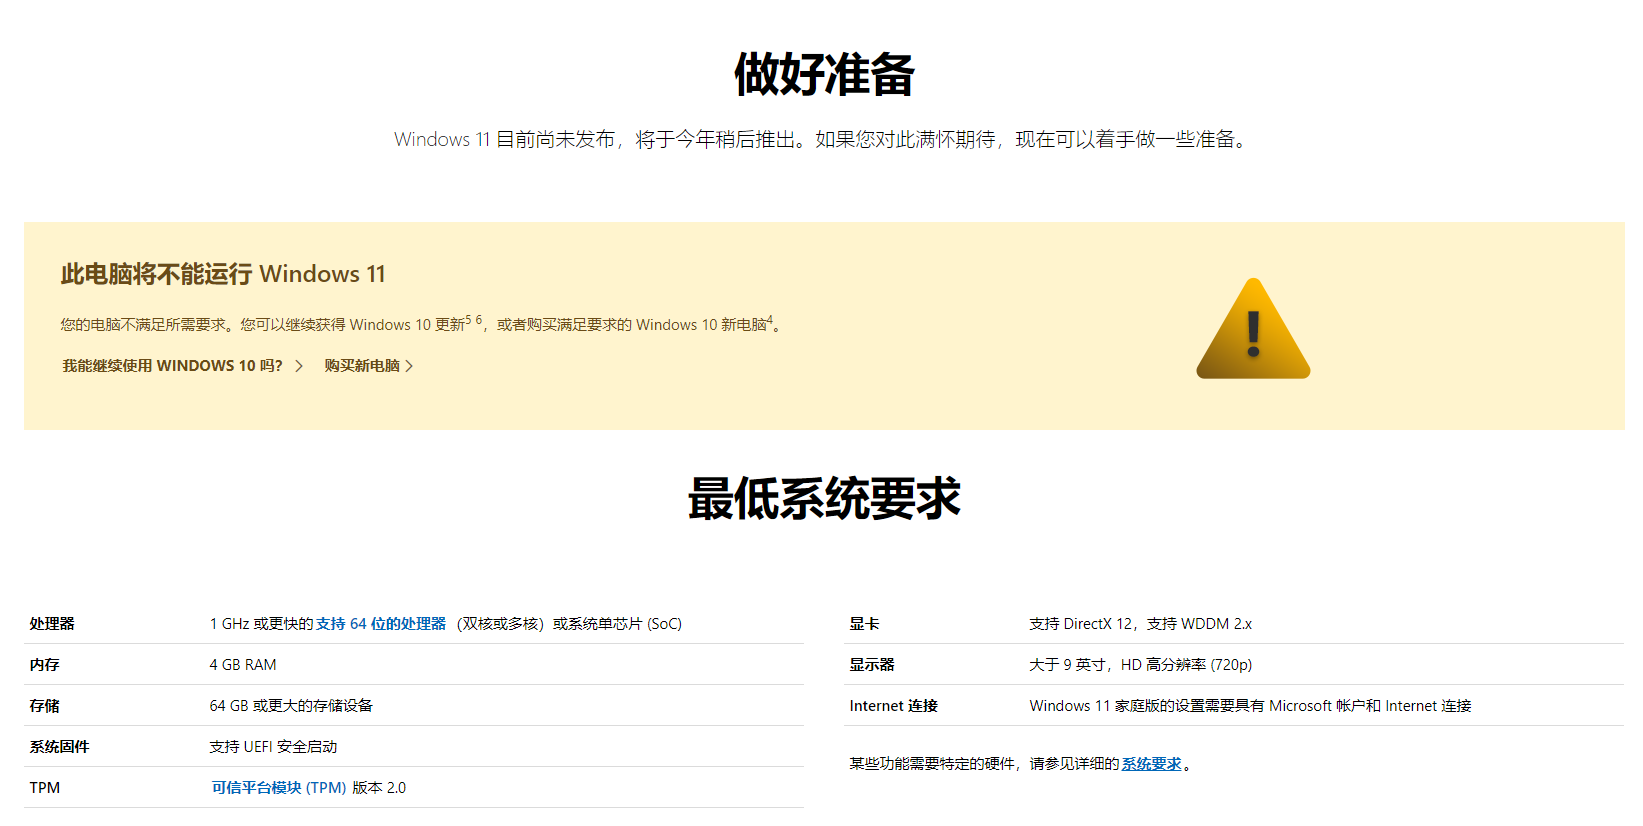 做好准备
Windows 11 目前尚未发布，将于今年稍后推出。如果您对此满怀期待，现在可以着手做一些准备。
此电脑将不能运行 Windows 11
您的电脑不满足所需要求。您可以继续获得 Windows 10 更新5 6，或者购买满足要求的 Windows 10 新电脑4。
我能继续使用 WINDOWS 10 吗? 购买新电脑
最低系统要求
处理器 1 GHz 或更快的支持 64 位的处理器（双核或多核）或系统单芯片 (SoC)
内存 4 GB RAM
存储 64 GB 或更大的存储设备
系统固件 支持 UEFI 安全启动
TPM 可信平台模块 (TPM) 版本 2.0
显卡 支持 DirectX 12，支持 WDDM 2.x
显示器 大于 9 英寸，HD 高分辨率 (720p)
Internet 连接 Windows 11 家庭版的设置需要具有 Microsoft 帐户和 Internet 连接
某些功能需要特定的硬件，请参见详细的系统要求。